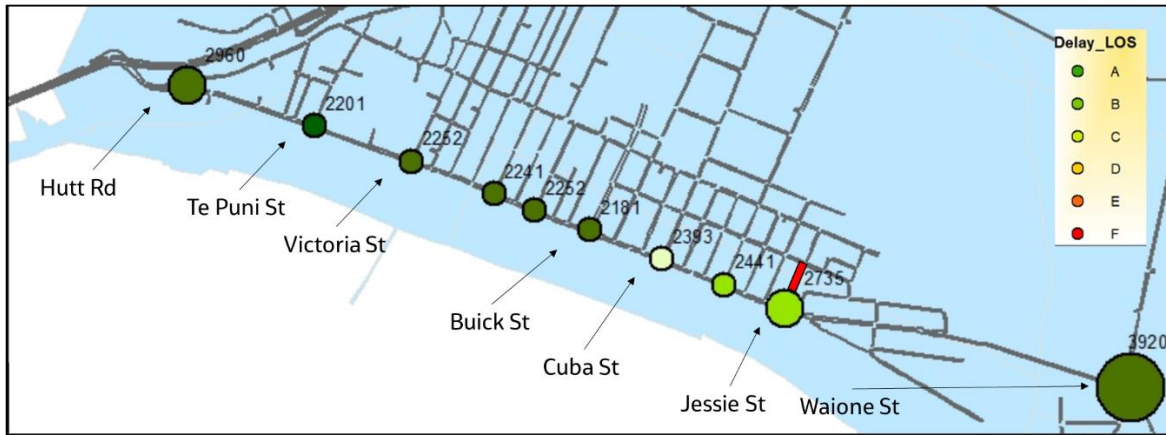 Delay_LOS
A
B
C
D
E
F
2960
2201
2252
2241
2252
2181
2393
2441
2735
3920
Hutt Rd
Te Puni St
Victoria St
Buick St
Cuba St
Jessie St
Waione St